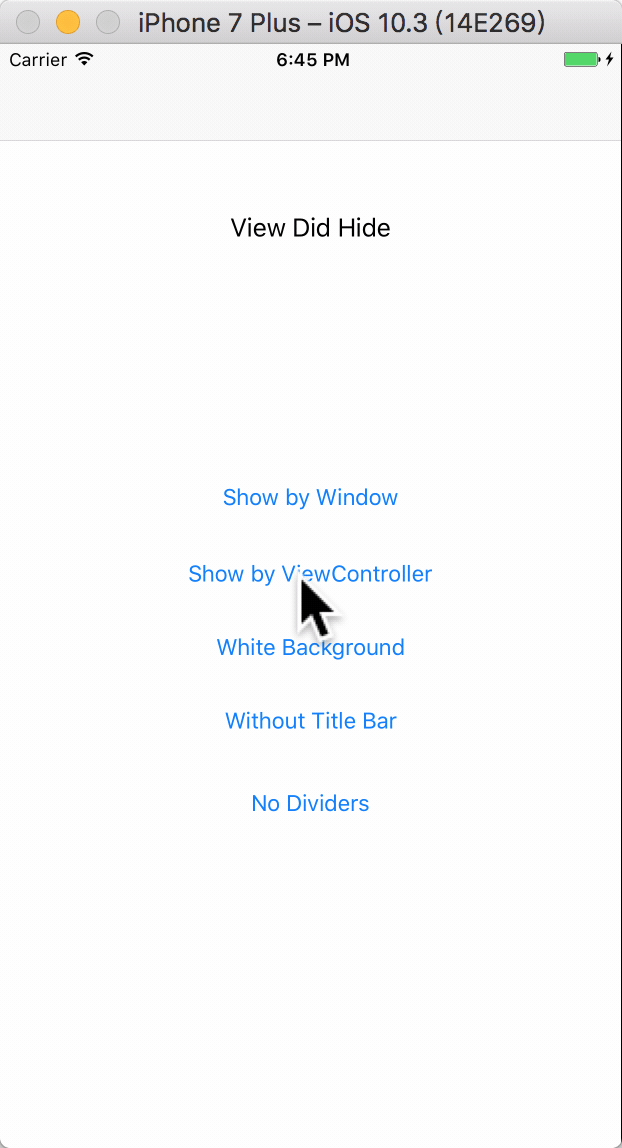 iPhone 7 Plus – iOS 10.3 (14E269)
Carrier 6:45 PM
View Did Hide
Show by Window
Show by ViewController
White Background
Without Title Bar
No Dividers